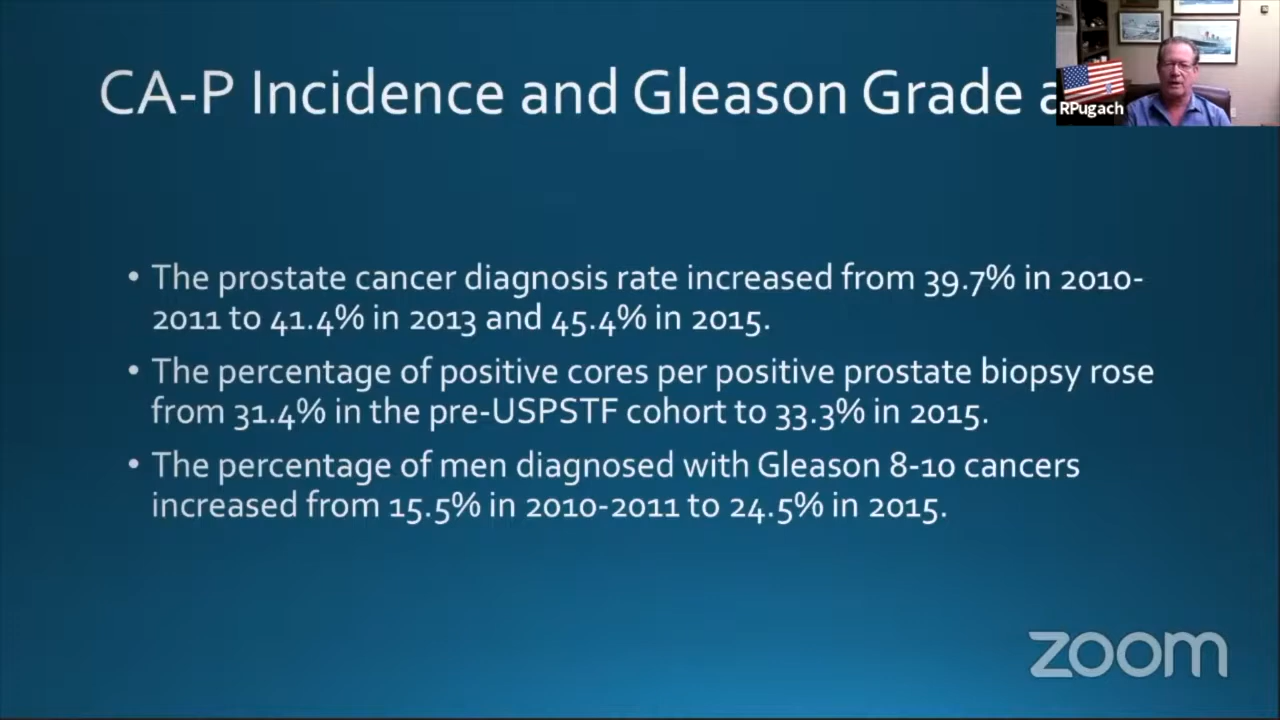 CA-P Incidence and Gleason Grade a
RPugach
• The prostate cancer diagnosis rate increased from 39.7% in 2010-
2011 to 41.4% in 2013 and 45.4% in 2015.
• The percentage of positive cores per positive prostate biopsy rose
from 31.4% in the pre-USPSTF cohort to 33.3% in 2015.
• The percentage of men diagnosed with Gleason 8-10 cancers
increased from 15.5% in 2010-2011 to 24.5% in 2015.
zoom